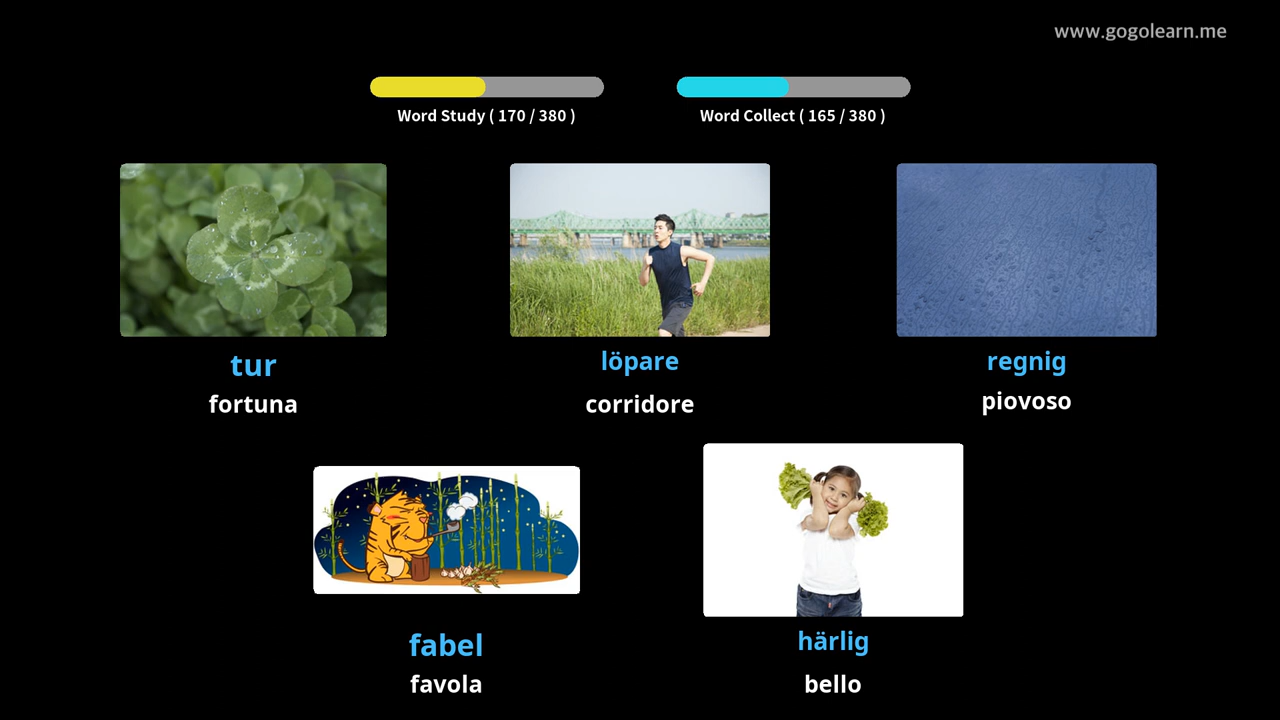 www.gogolearn.me
Word Study ( 170 / 380 )
Word Collect ( 165 / 380 )
tur
fortuna
löpare
corridore
regnig
piovoso
fabel
favola
härlig
bello